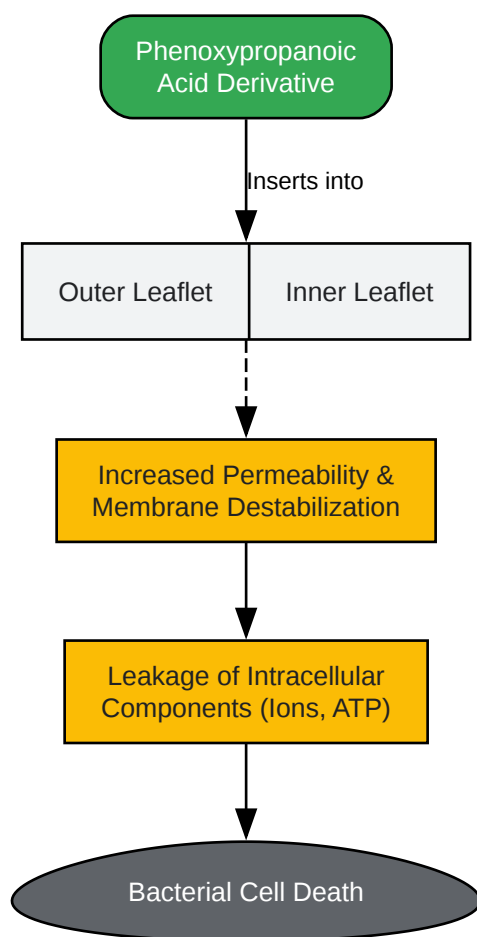 Phenoxypropanoic
Acid Derivative
Inserts into
Outer Leaflet
Inner Leaflet
Increased Permeability &
Membrane Destabilization
Leakage of Intracellular
Components (Ions, ATP)
Bacterial Cell Death